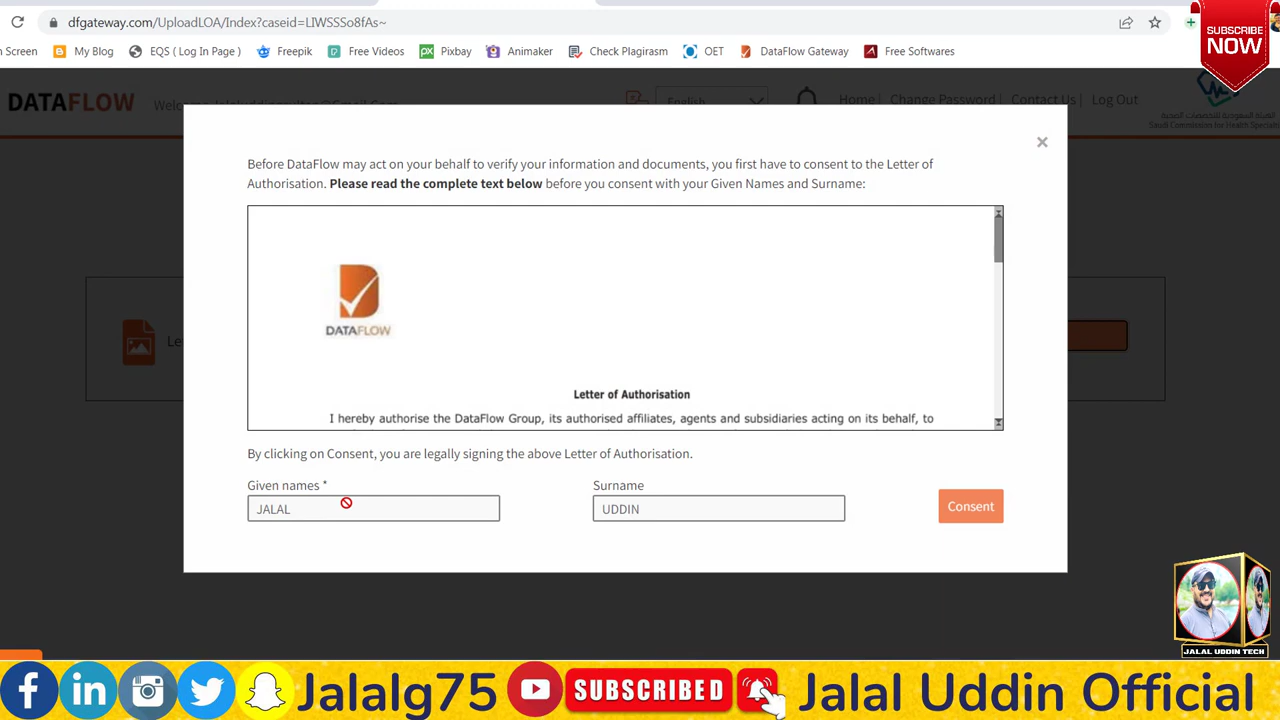 dfgateway.com/UploadLOA/Index?caseid=LIWSSSo8fAs~
SUBSCRIBE
NOW
n Screen My Blog EQS ( Log In Page ) Freepik Free Videos px Pixbay Animaker Check Plagirasm OET DataFlow Gateway Free Softwares
DATAFLOW English Home | Change Password | Contact Us | Log Out
Before DataFlow may act on your behalf to verify your information and documents, you first have to consent to the Letter of
Authorisation. Please read the complete text below before you consent with your Given Names and Surname:
DATAFLOW
Le
Letter of Authorisation
I hereby authorise the DataFlow Group, its authorised affiliates, agents and subsidiaries acting on its behalf, to
By clicking on Consent, you are legally signing the above Letter of Authorisation.
Given names * Surname
JALAL UDDIN Consent
JALAL UDDIN TECH
Jalalg75 SUBSCRIBED Jalal Uddin Official